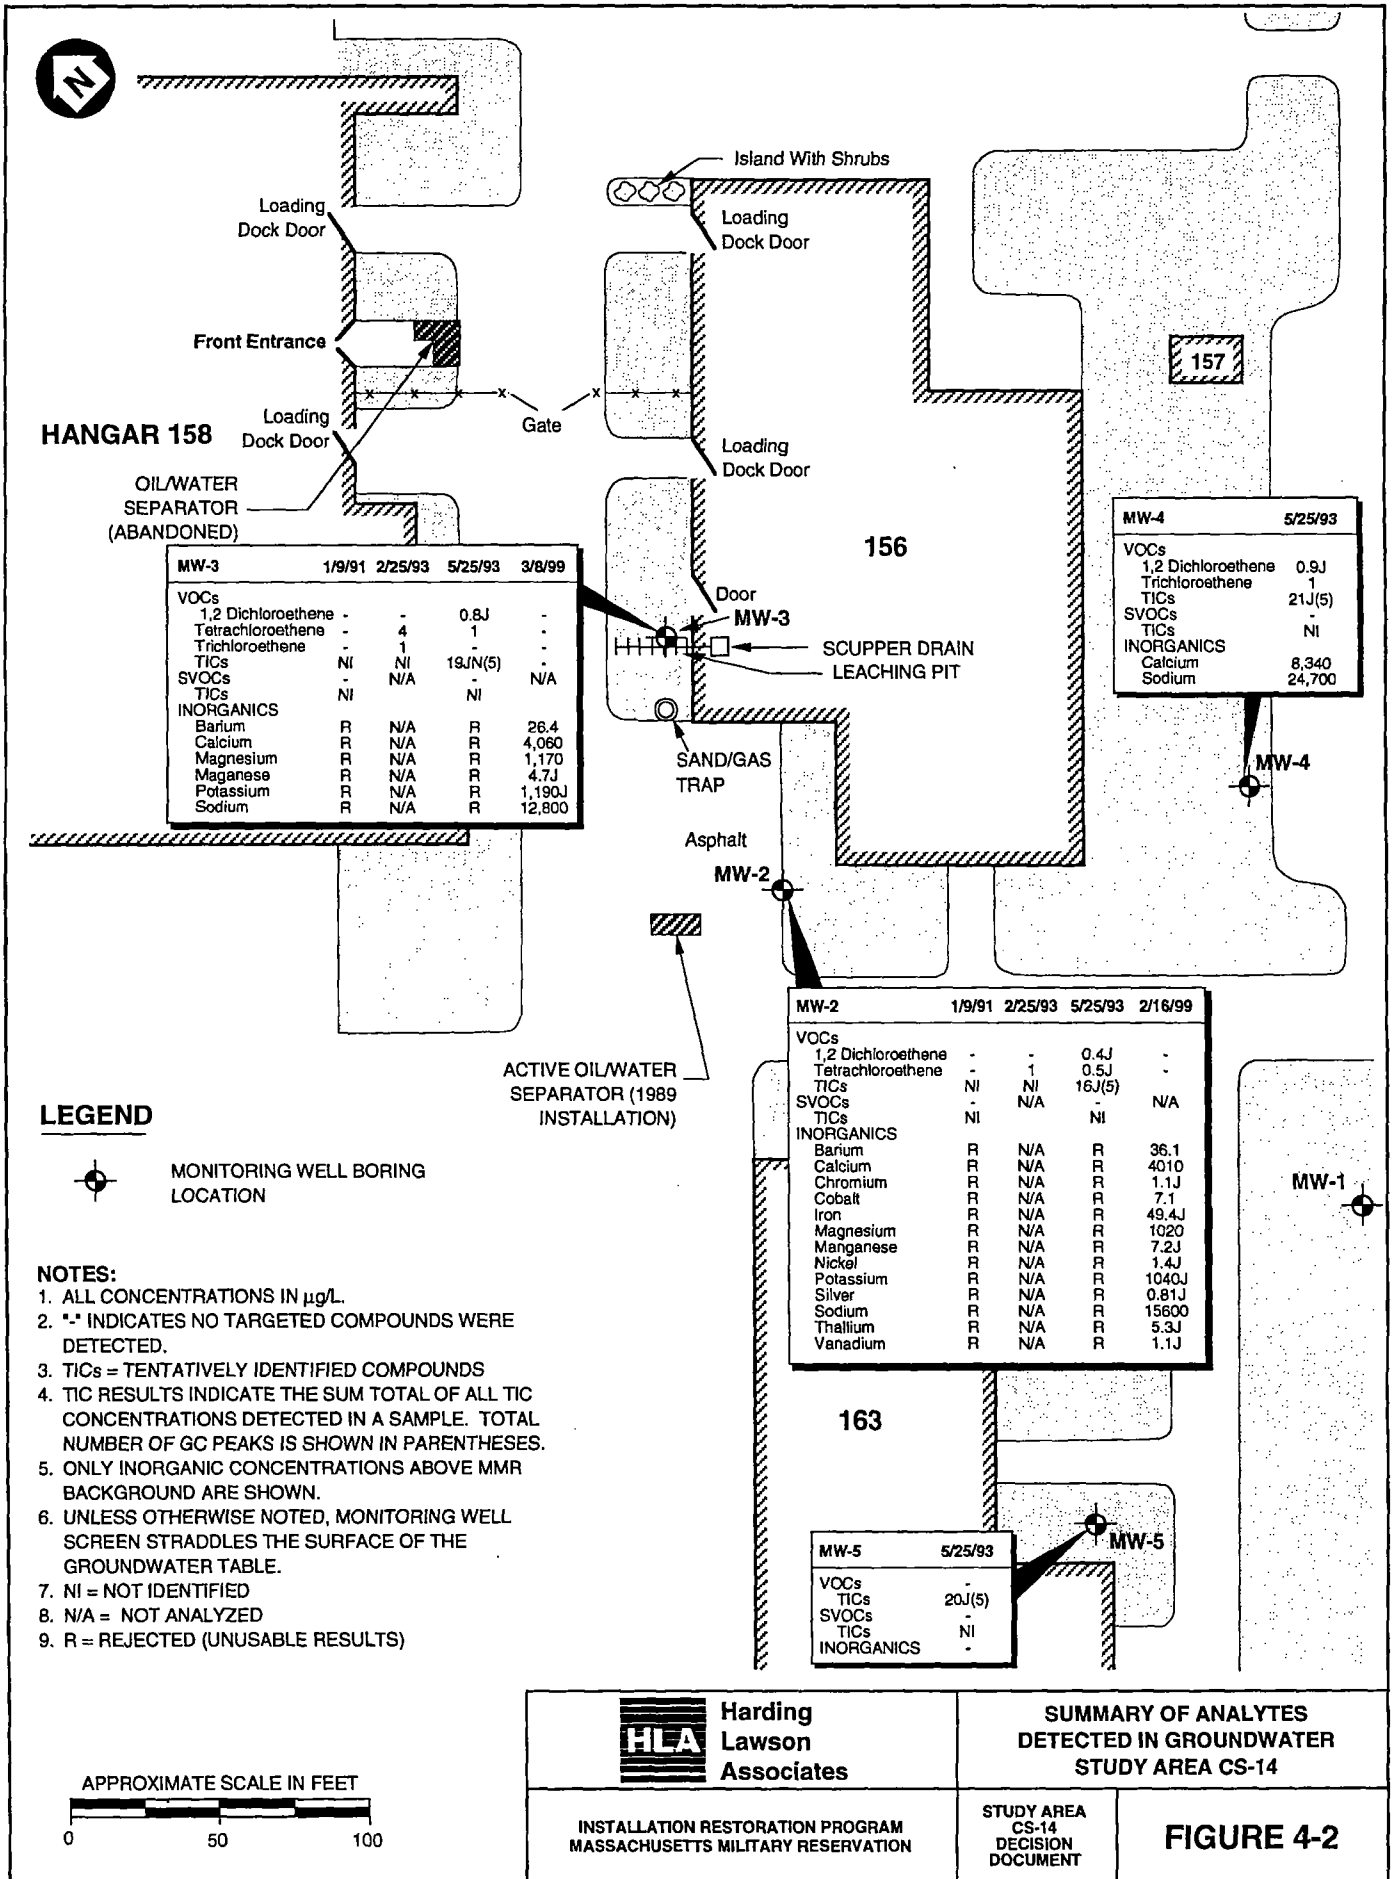 N
Island With Shrubs
Loading
Dock Door
Loading
Dock Door
Front Entrance
157
HANGAR 158
Loading
Dock Door
Gate
Loading
Dock Door
OIL/WATER
SEPARATOR
(ABANDONED)
156
MW-4 5/25/93
VOCs
1,2 Dichloroethene 0.9J
Trichloroethene 1
TICs 21J(5)
SVOCs -
TICs NI
INORGANICS
Calcium 8,340
Sodium 24,700
MW-4
MW-3 1/9/91 2/25/93 5/25/93 3/8/99
VOCs
1,2 Dichloroethene - - 0.8J -
Tetrachloroethene - 4 1 -
Trichloroethene - 1 - -
TICs NI NI 19JN(5) -
SVOCs - N/A - N/A
TICs NI NI
INORGANICS
Barium R N/A R 26.4
Calcium R N/A R 4,060
Magnesium R N/A R 1,170
Maganese R N/A R 4.7J
Potassium R N/A R 1,190J
Sodium R N/A R 12,800
Door
MW-3
SCUPPER DRAIN
LEACHING PIT
SAND/GAS
TRAP
Asphalt
MW-2
MW-2 1/9/91 2/25/93 5/25/93 2/16/99
VOCs
1,2 Dichloroethene - - 0.4J -
Tetrachloroethene - 1 0.5J -
TICs NI NI 16J(5)
SVOCs - N/A - N/A
TICs NI NI
INORGANICS
Barium R N/A R 36.1
Calcium R N/A R 4010
Chromium R N/A R 1.1J
Cobalt R N/A R 7.1
Iron R N/A R 49.4J
Magnesium R N/A R 1020
Manganese R N/A R 7.2J
Nickel R N/A R 1.4J
Potassium R N/A R 1040J
Silver R N/A R 0.81J
Sodium R N/A R 15600
Thallium R N/A R 5.3J
Vanadium R N/A R 1.1J
ACTIVE OIL/WATER
SEPARATOR (1989
INSTALLATION)
MW-1
163
MW-5
MW-5 5/25/93
VOCs -
TICs 20J(5)
SVOCs -
TICs NI
INORGANICS -
LEGEND
MONITORING WELL BORING
LOCATION
NOTES:
1. ALL CONCENTRATIONS IN µg/L.
2. "-" INDICATES NO TARGETED COMPOUNDS WERE
DETECTED.
3. TICs = TENTATIVELY IDENTIFIED COMPOUNDS
4. TIC RESULTS INDICATE THE SUM TOTAL OF ALL TIC
CONCENTRATIONS DETECTED IN A SAMPLE. TOTAL
NUMBER OF GC PEAKS IS SHOWN IN PARENTHESES.
5. ONLY INORGANIC CONCENTRATIONS ABOVE MMR
BACKGROUND ARE SHOWN.
6. UNLESS OTHERWISE NOTED, MONITORING WELL
SCREEN STRADDLES THE SURFACE OF THE
GROUNDWATER TABLE.
7. NI = NOT IDENTIFIED
8. N/A = NOT ANALYZED
9. R = REJECTED (UNUSABLE RESULTS)
APPROXIMATE SCALE IN FEET
0 50 100
HLA
Harding
Lawson
Associates
SUMMARY OF ANALYTES
DETECTED IN GROUNDWATER
STUDY AREA CS-14
INSTALLATION RESTORATION PROGRAM
MASSACHUSETTS MILITARY RESERVATION
STUDY AREA
CS-14
DECISION
DOCUMENT
FIGURE 4-2